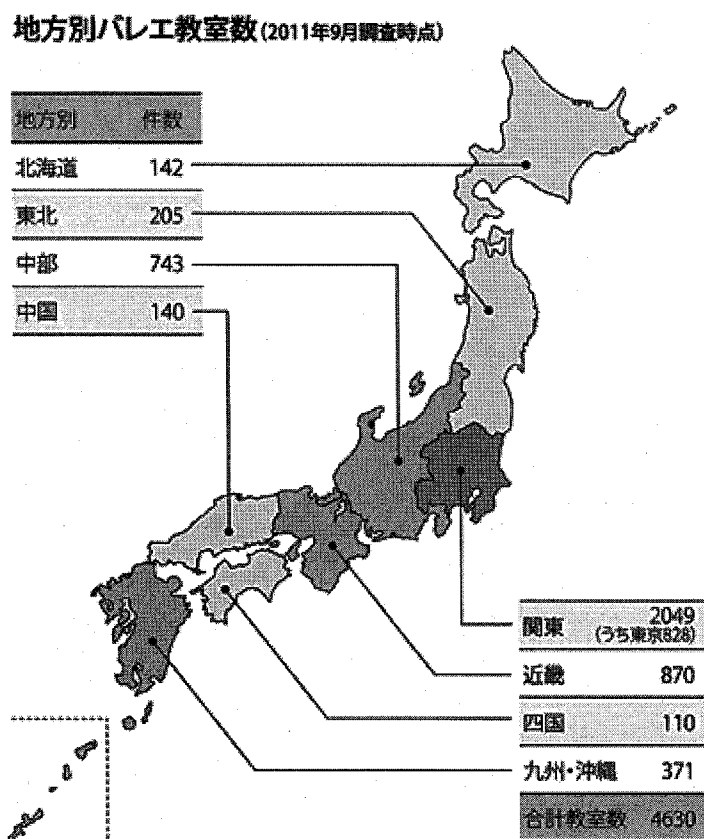 地方別バレエ教室数(2011年9月調査時点)
地方別 件数
北海道 142
東北 205
中部 743
中国 140
関東 2049
(うち東京828)
近畿 870
四国 110
九州・沖縄 371
合計教室数 4630